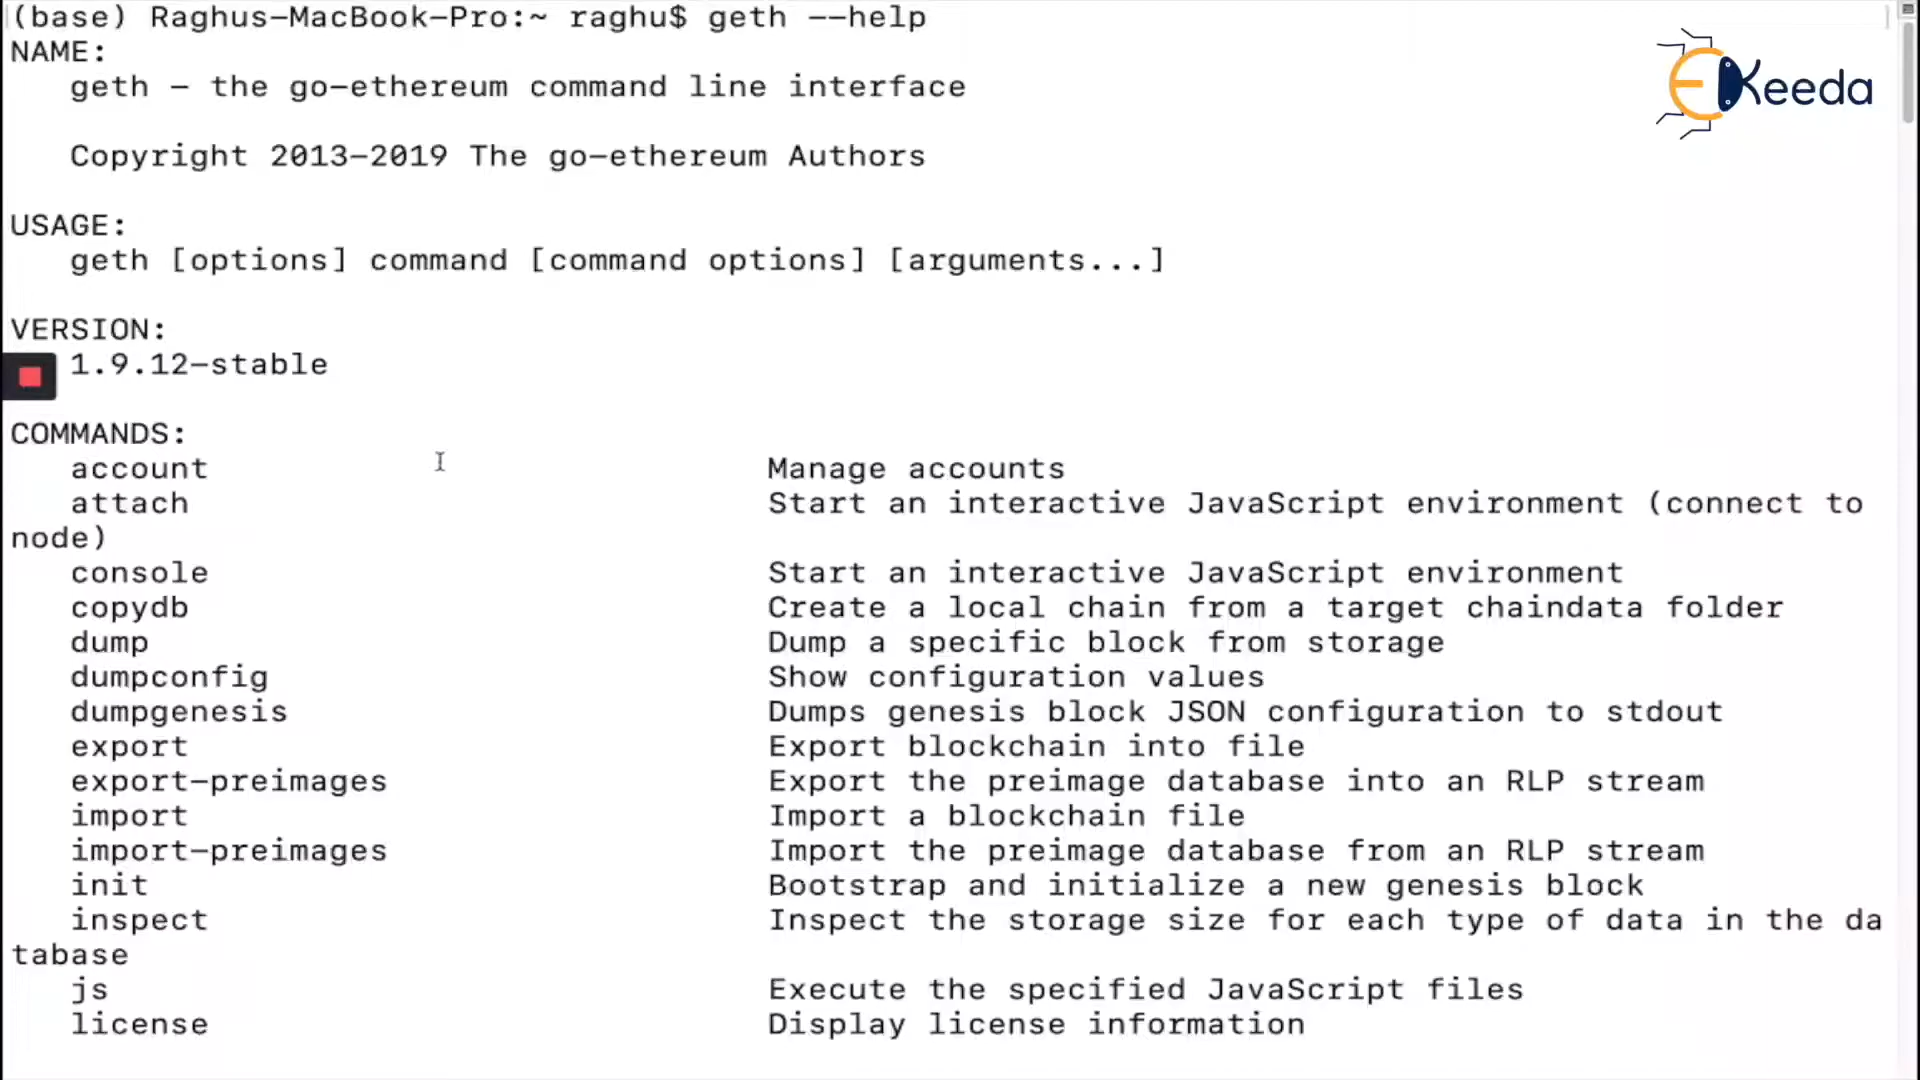 (base) Raghus-MacBook-Pro:~ raghu$ geth --help
NAME:
geth - the go-ethereum command line interface
Copyright 2013-2019 The go-ethereum Authors
USAGE:
geth [options] command [command options] [arguments...]
VERSION:
1.9.12-stable
COMMANDS:
account Manage accounts
attach Start an interactive JavaScript environment (connect to
node)
console Start an interactive JavaScript environment
copydb Create a local chain from a target chaindata folder
dump Dump a specific block from storage
dumpconfig Show configuration values
dumpgenesis Dumps genesis block JSON configuration to stdout
export Export blockchain into file
export-preimages Export the preimage database into an RLP stream
import Import a blockchain file
import-preimages Import the preimage database from an RLP stream
init Bootstrap and initialize a new genesis block
inspect Inspect the storage size for each type of data in the da
tabase
js Execute the specified JavaScript files
license Display license information
EKeeda